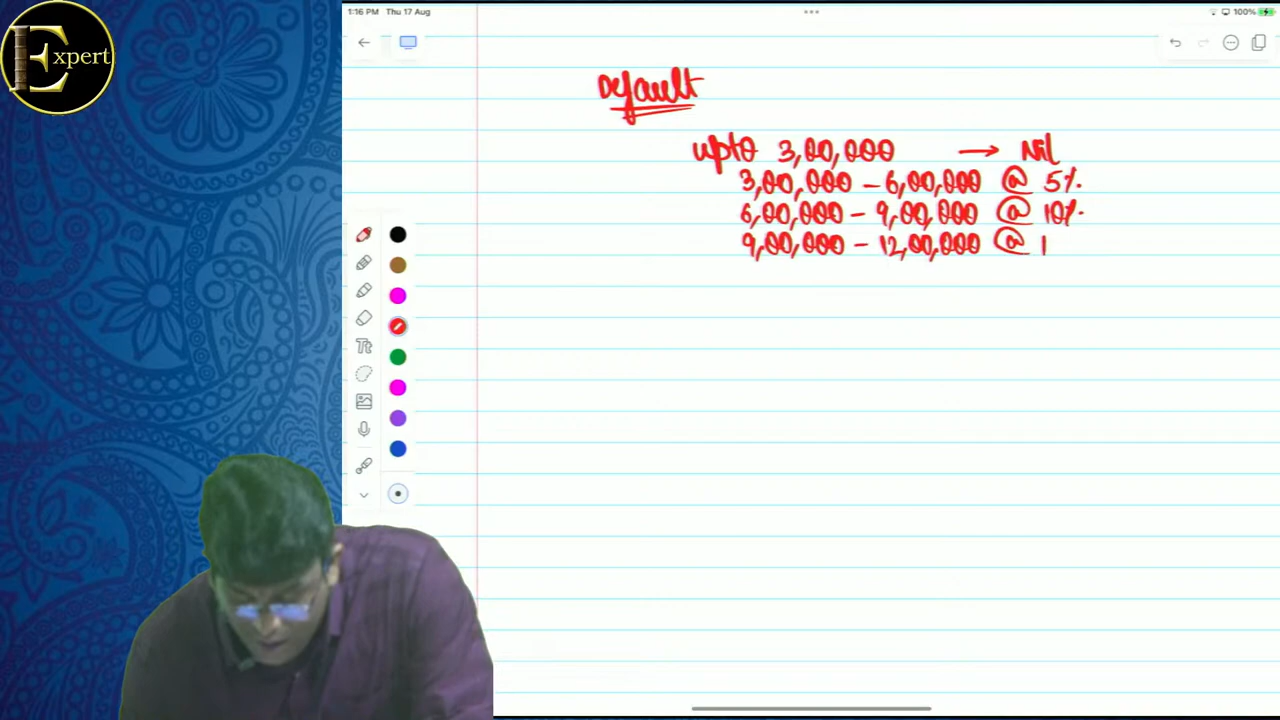 Expert
1:16 PM Thu 17 Aug
100%
Default
upto 3,00,000 → Nil
3,00,000 – 6,00,000 @ 5%
6,00,000 – 9,00,000 @ 10%
9,00,000 – 12,00,000 @ 1